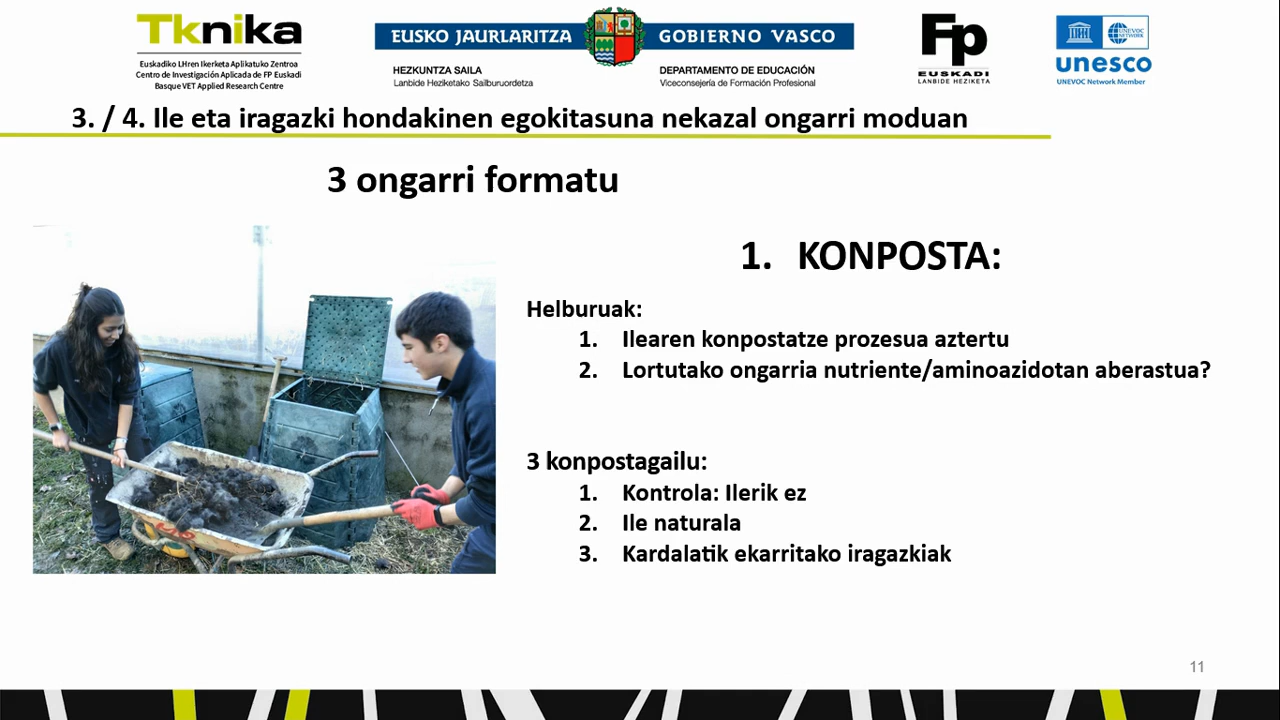 Tknika
Euskadiko LHren Ikerketa Aplikatuko Zentroa
Centro de Investigación Aplicada de FP Euskadi
Basque VET Applied Research Centre
EUSKO JAURLARITZA
GOBIERNO VASCO
HEZKUNTZA SAILA
Lanbide Heziketako Sailburuordetza
DEPARTAMENTO DE EDUCACIÓN
Viceconsejería de Formación Profesional
Fp
EUSKADI
LANBIDE HEZIKETA
UNEVOC
NETWORK
unesco
UNEVOC Network Member
3. / 4. Ile eta iragazki hondakinen egokitasuna nekazal ongarri moduan
3 ongarri formatu
1. KONPOSTA:
Helburuak:
1. Ilearen konpostatze prozesua aztertu
2. Lortutako ongarria nutriente/aminoazidotan aberastua?
3 konpostagailu:
1. Kontrola: Ilerik ez
2. Ile naturala
3. Kardalatik ekarritako iragazkiak
11